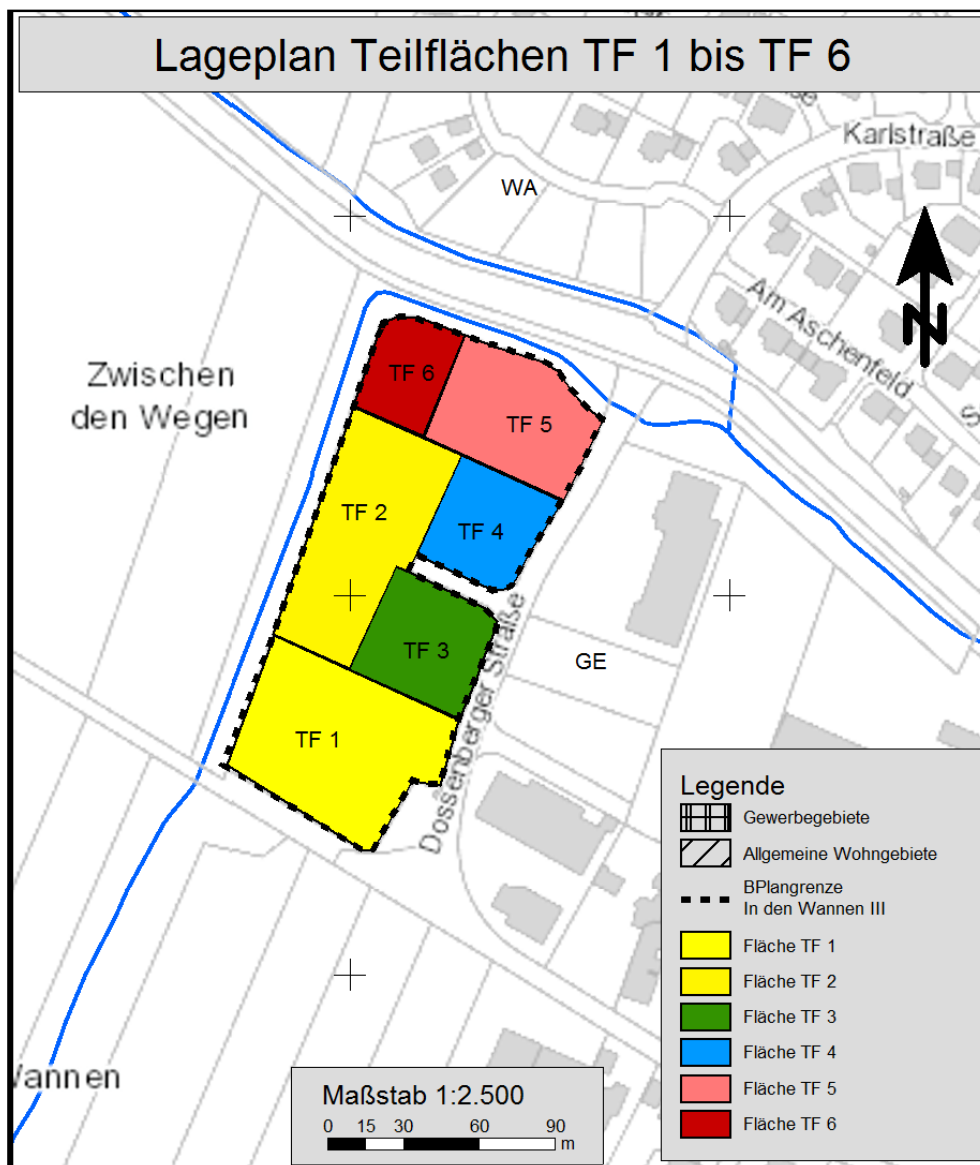 Lageplan Teilflächen TF 1 bis TF 6
Karlstraße
WA
Am Aschenfeld
N
Zwischen
den Wegen
TF 6
TF 5
TF 2
TF 4
TF 3
GE
TF 1
Dossenberger Straße
Wannen
Maßstab 1:2.500
0 15 30 60 90
m
Legende
Gewerbegebiete
Allgemeine Wohngebiete
BPlangrenze
In den Wannen III
Fläche TF 1
Fläche TF 2
Fläche TF 3
Fläche TF 4
Fläche TF 5
Fläche TF 6